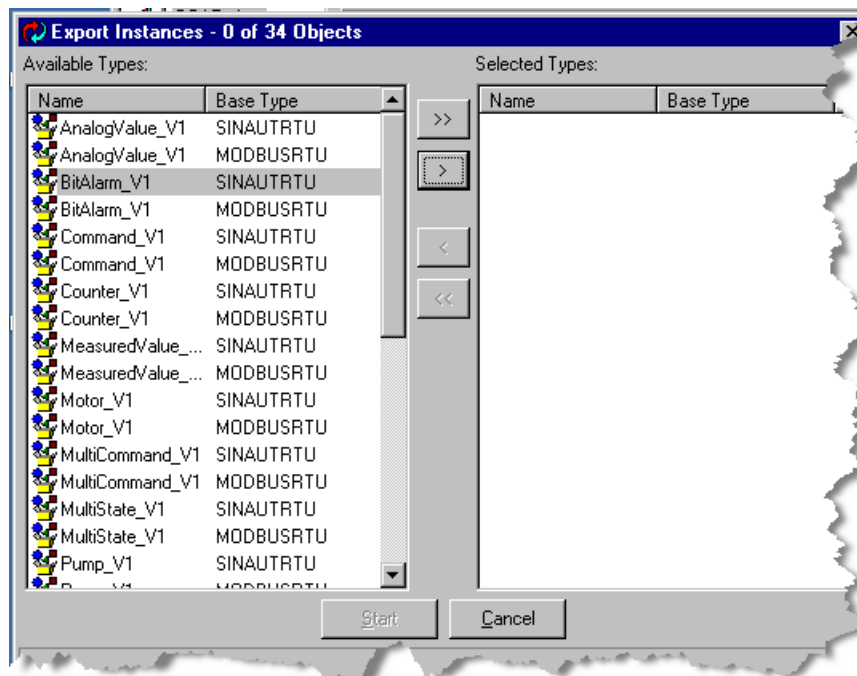 Export Instances - 0 of 34 Objects
Available Types:
Selected Types:
Name Base Type
Name Base Type
AnalogValue_V1 SINAUTRTU
AnalogValue_V1 MODBUSRTU
BitAlarm_V1 SINAUTRTU
BitAlarm_V1 MODBUSRTU
Command_V1 SINAUTRTU
Command_V1 MODBUSRTU
Counter_V1 SINAUTRTU
Counter_V1 MODBUSRTU
MeasuredValue_... SINAUTRTU
MeasuredValue_... MODBUSRTU
Motor_V1 SINAUTRTU
Motor_V1 MODBUSRTU
MultiCommand_V1 SINAUTRTU
MultiCommand_V1 MODBUSRTU
MultiState_V1 SINAUTRTU
MultiState_V1 MODBUSRTU
Pump_V1 SINAUTRTU
>>
>
<
<<
Start
Cancel